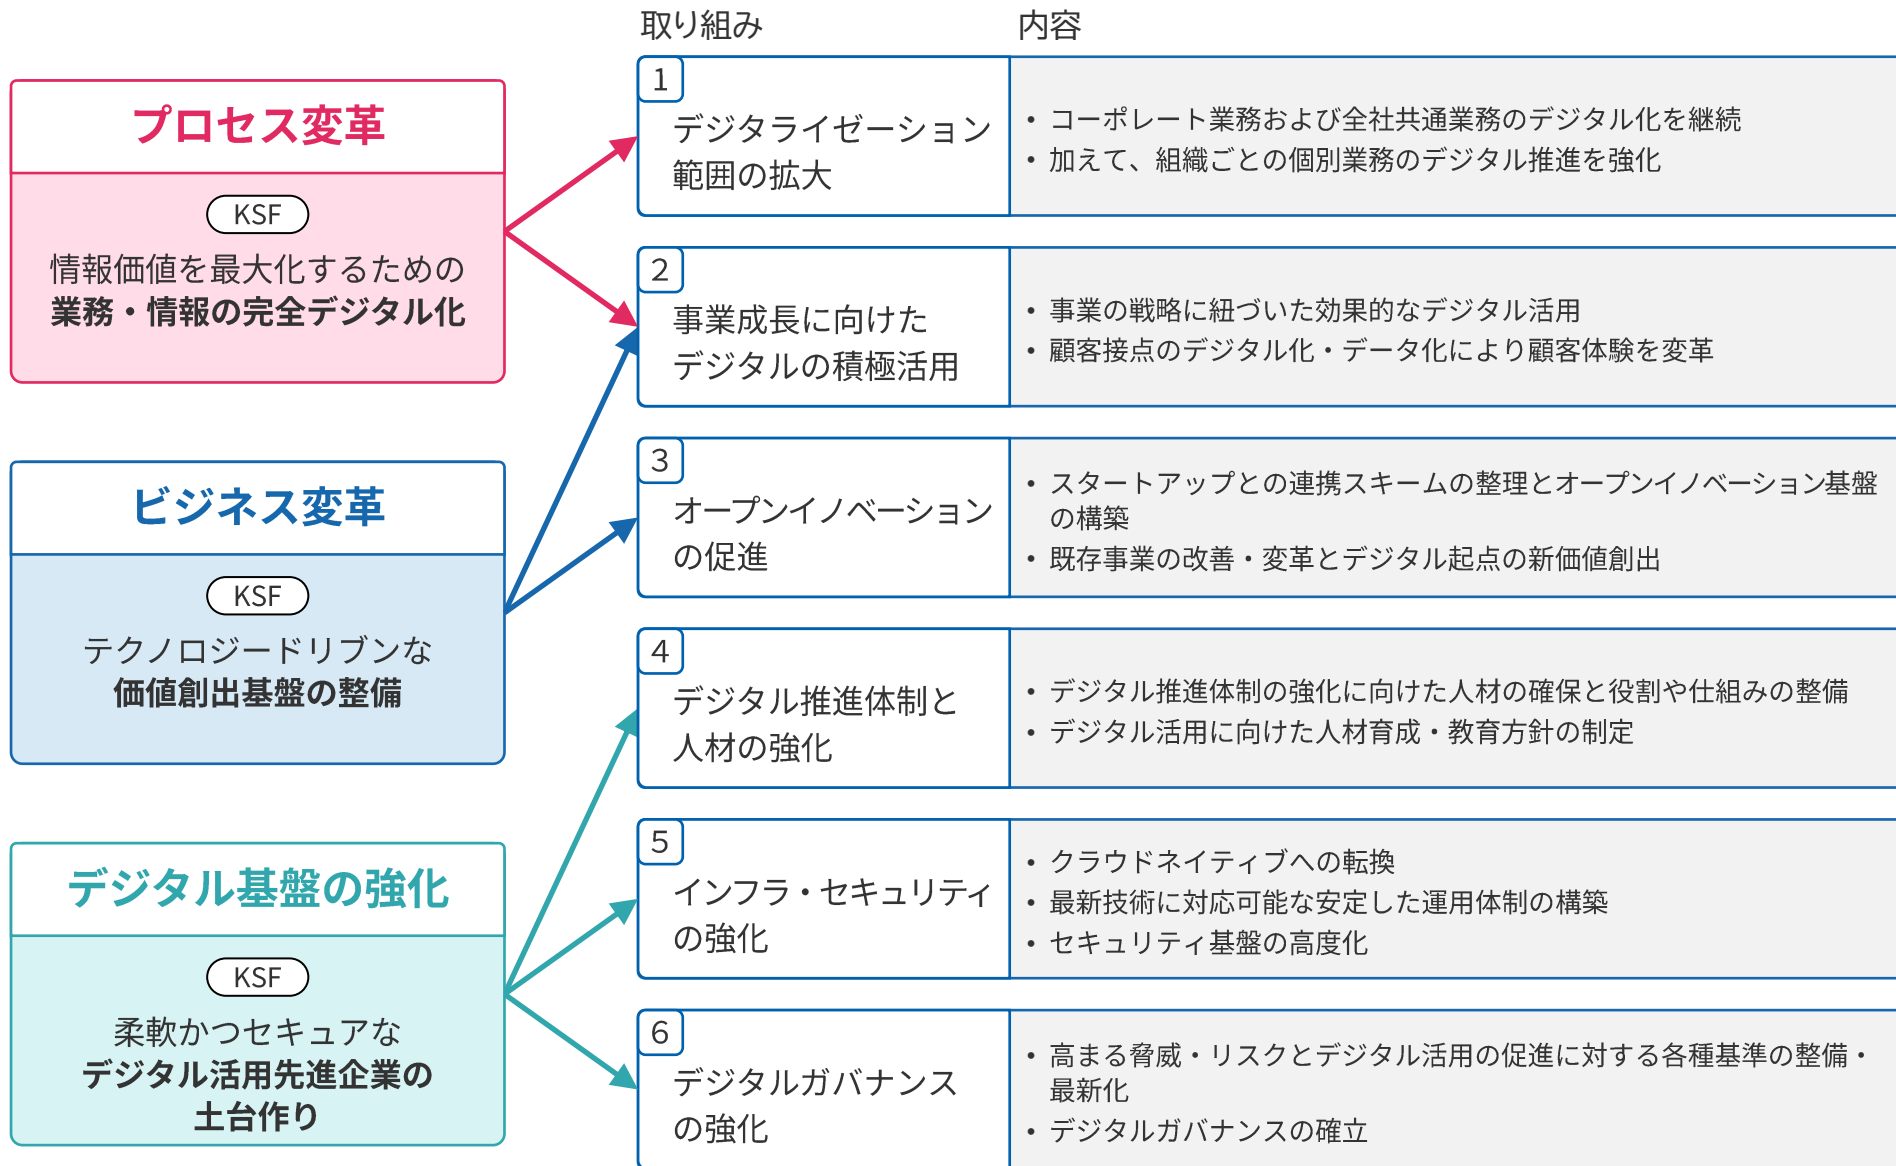 取り組み
内容
プロセス変革
KSF
情報価値を最大化するための
業務・情報の完全デジタル化
ビジネス変革
KSF
テクノロジードリブンな
価値創出基盤の整備
デジタル基盤の強化
KSF
柔軟かつセキュアな
デジタル活用先進企業の
土台作り
1
デジタライゼーション
範囲の拡大
• コーポレート業務および全社共通業務のデジタル化を継続
• 加えて、組織ごとの個別業務のデジタル推進を強化
2
事業成長に向けた
デジタルの積極活用
• 事業の戦略に紐づいた効果的なデジタル活用
• 顧客接点のデジタル化・データ化により顧客体験を変革
3
オープンイノベーション
の促進
• スタートアップとの連携スキームの整理とオープンイノベーション基盤
の構築
• 既存事業の改善・変革とデジタル起点の新価値創出
4
デジタル推進体制と
人材の強化
• デジタル推進体制の強化に向けた人材の確保と役割や仕組みの整備
• デジタル活用に向けた人材育成・教育方針の制定
5
インフラ・セキュリティ
の強化
• クラウドネイティブへの転換
• 最新技術に対応可能な安定した運用体制の構築
• セキュリティ基盤の高度化
6
デジタルガバナンス
の強化
• 高まる脅威・リスクとデジタル活用の促進に対する各種基準の整備・
最新化
• デジタルガバナンスの確立